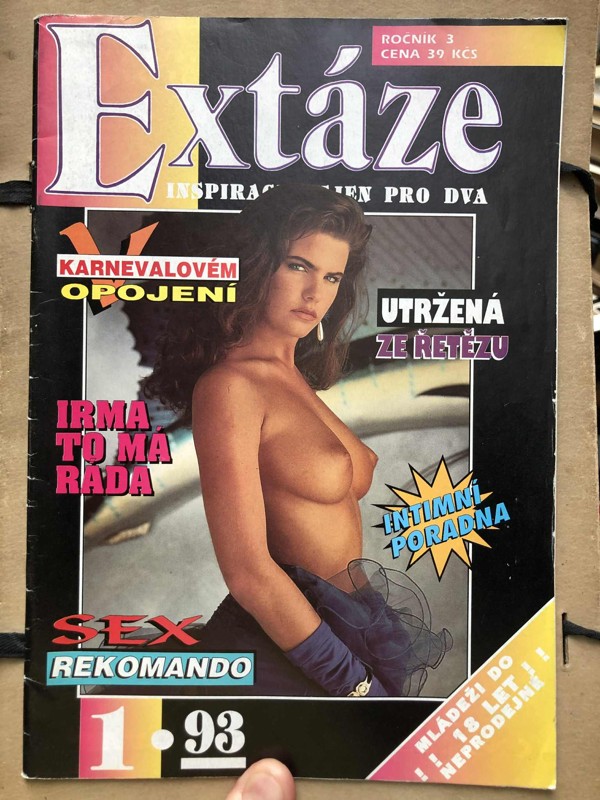 ROČNÍK 3
CENA 39 KČS
Extáze
PRO DVA
V
KARNEVALOVÉM
OPOJENÍ
UTRŽENÁ
ZE ŘETĚZU
IRMA
TO MÁ
RÁDA
INTIMNÍ
PORADNA
SEX
REKOMANDO
1 • 93
MLÁDEŽI DO
!! 18 LET !!
NEPRODEJNÉ